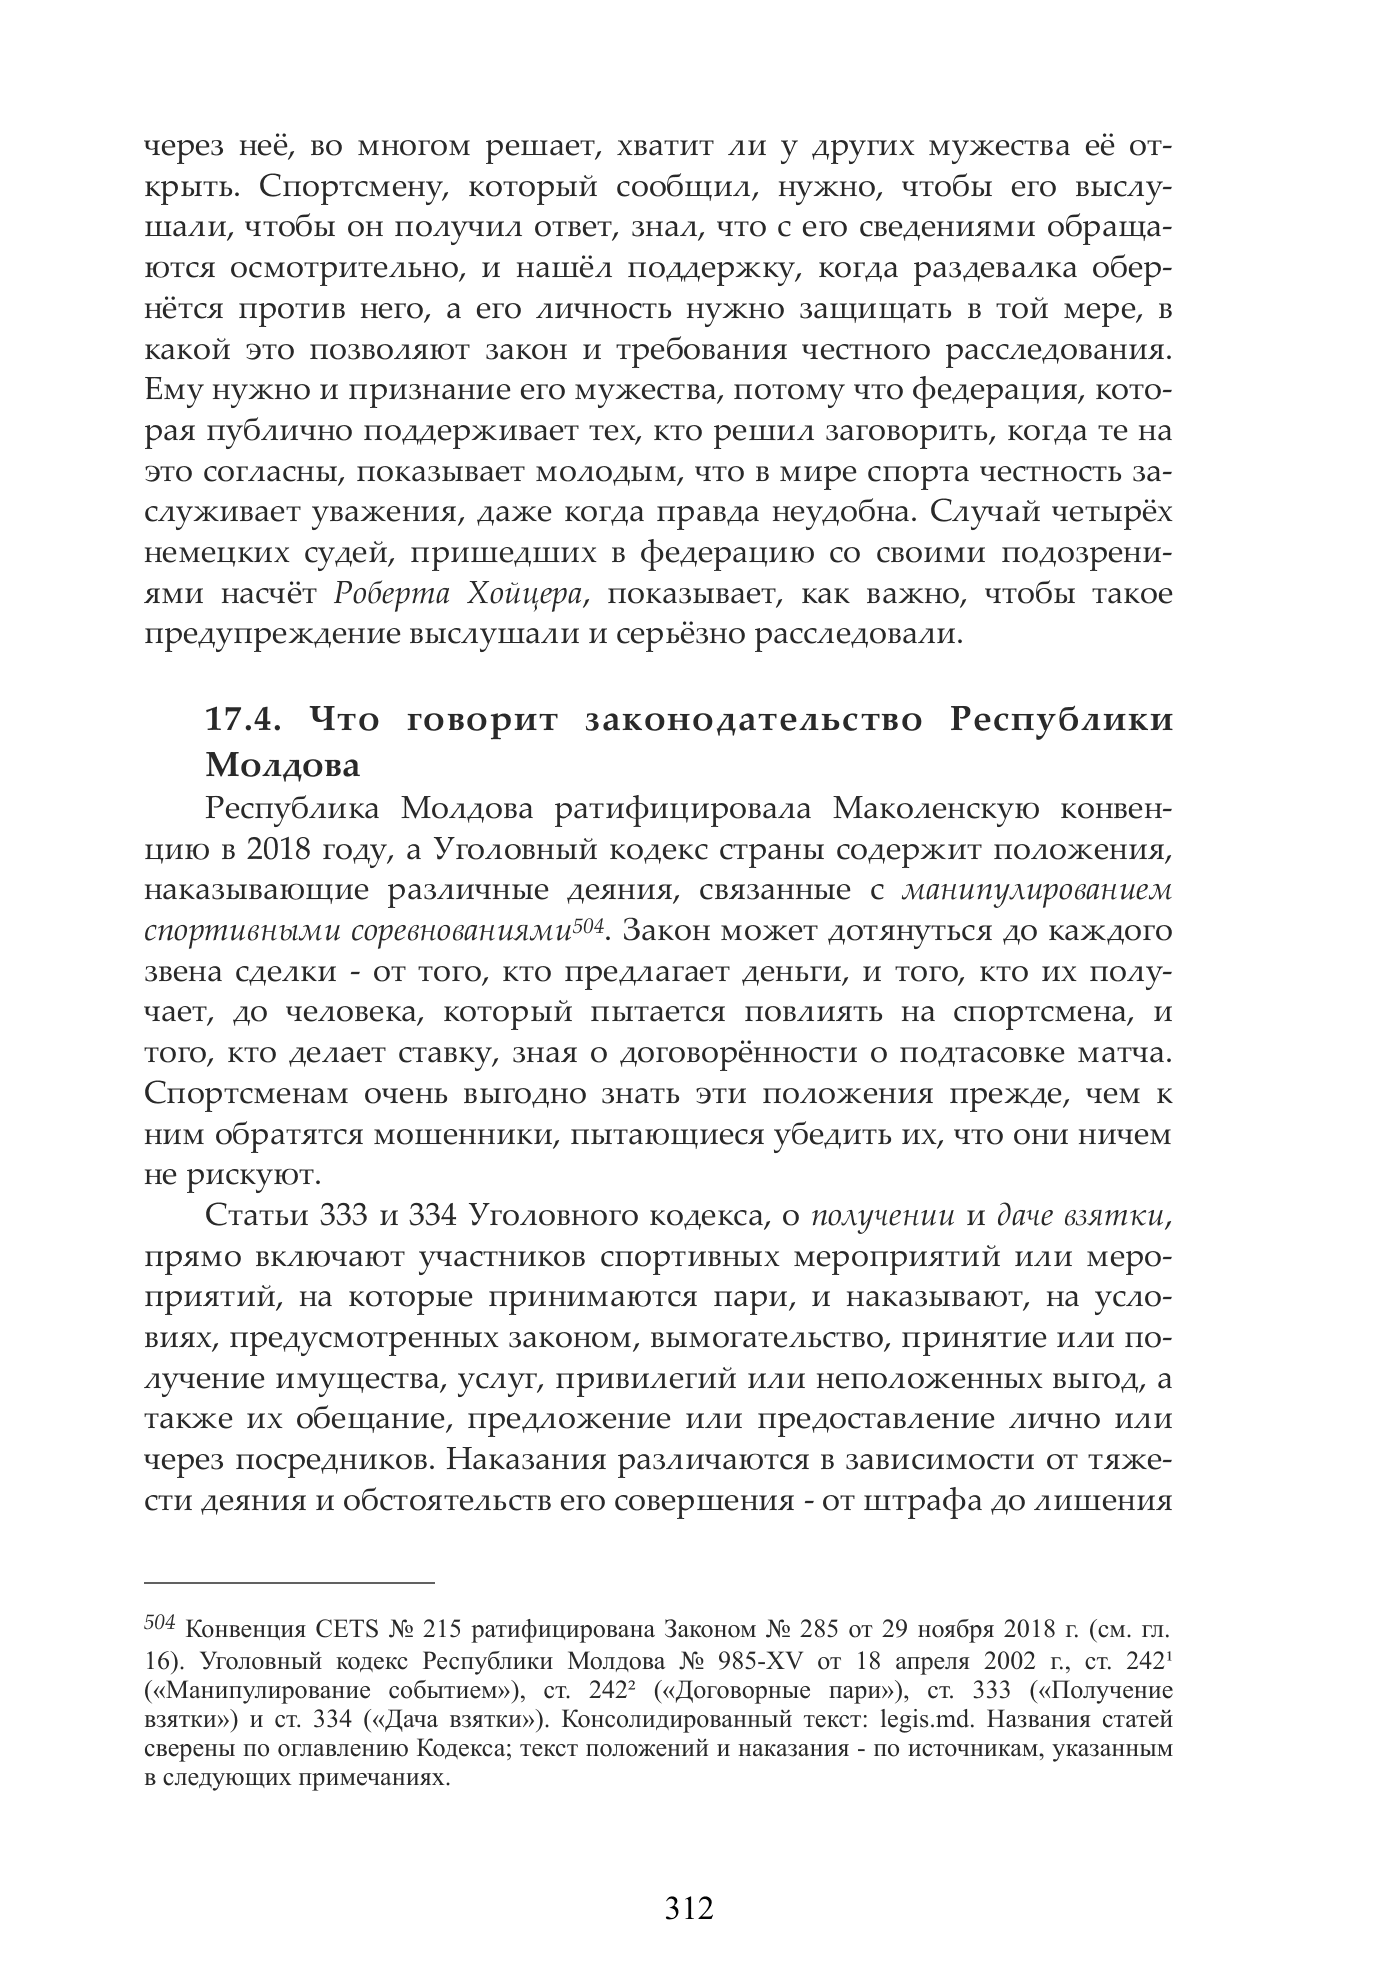 через неё, во многом решает, хватит ли у других мужества её от-
крыть. Спортсмену, который сообщил, нужно, чтобы его выслу-
шали, чтобы он получил ответ, знал, что с его сведениями обраща-
ются осмотрительно, и нашёл поддержку, когда раздевалка обер-
нётся против него, а его личность нужно защищать в той мере, в
какой это позволяют закон и требования честного расследования.
Ему нужно и признание его мужества, потому что федерация, кото-
рая публично поддерживает тех, кто решил заговорить, когда те на
это согласны, показывает молодым, что в мире спорта честность за-
служивает уважения, даже когда правда неудобна. Случай четырёх
немецких судей, пришедших в федерацию со своими подозрени-
ями насчёт Роберта Хойцера, показывает, как важно, чтобы такое
предупреждение выслушали и серьёзно расследовали.
17.4. Что говорит законодательство Республики
Молдова
Республика Молдова ратифицировала Маколенскую конвен-
цию в 2018 году, а Уголовный кодекс страны содержит положения,
наказывающие различные деяния, связанные с манипулированием
спортивными соревнованиями504. Закон может дотянуться до каждого
звена сделки - от того, кто предлагает деньги, и того, кто их полу-
чает, до человека, который пытается повлиять на спортсмена, и
того, кто делает ставку, зная о договорённости о подтасовке матча.
Спортсменам очень выгодно знать эти положения прежде, чем к
ним обратятся мошенники, пытающиеся убедить их, что они ничем
не рискуют.
Статьи 333 и 334 Уголовного кодекса, о получении и даче взятки,
прямо включают участников спортивных мероприятий или меро-
приятий, на которые принимаются пари, и наказывают, на усло-
виях, предусмотренных законом, вымогательство, принятие или по-
лучение имущества, услуг, привилегий или неположенных выгод, а
также их обещание, предложение или предоставление лично или
через посредников. Наказания различаются в зависимости от тяже-
сти деяния и обстоятельств его совершения - от штрафа до лишения
504 Конвенция CETS № 215 ратифицирована Законом № 285 от 29 ноября 2018 г. (см. гл.
16). Уголовный кодекс Республики Молдова № 985-XV от 18 апреля 2002 г., ст. 242¹
(«Манипулирование событием»), ст. 242² («Договорные пари»), ст. 333 («Получение
взятки») и ст. 334 («Дача взятки»). Консолидированный текст: legis.md. Названия статей
сверены по оглавлению Кодекса; текст положений и наказания - по источникам, указанным
в следующих примечаниях.
312